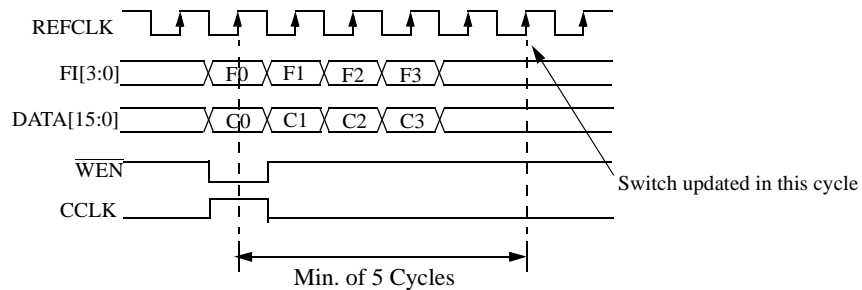 REFCLK
FI[3:0] F0 F1 F2 F3
DATA[15:0] C0 C1 C2 C3
WEN
Switch updated in this cycle
CCLK
Min. of 5 Cycles